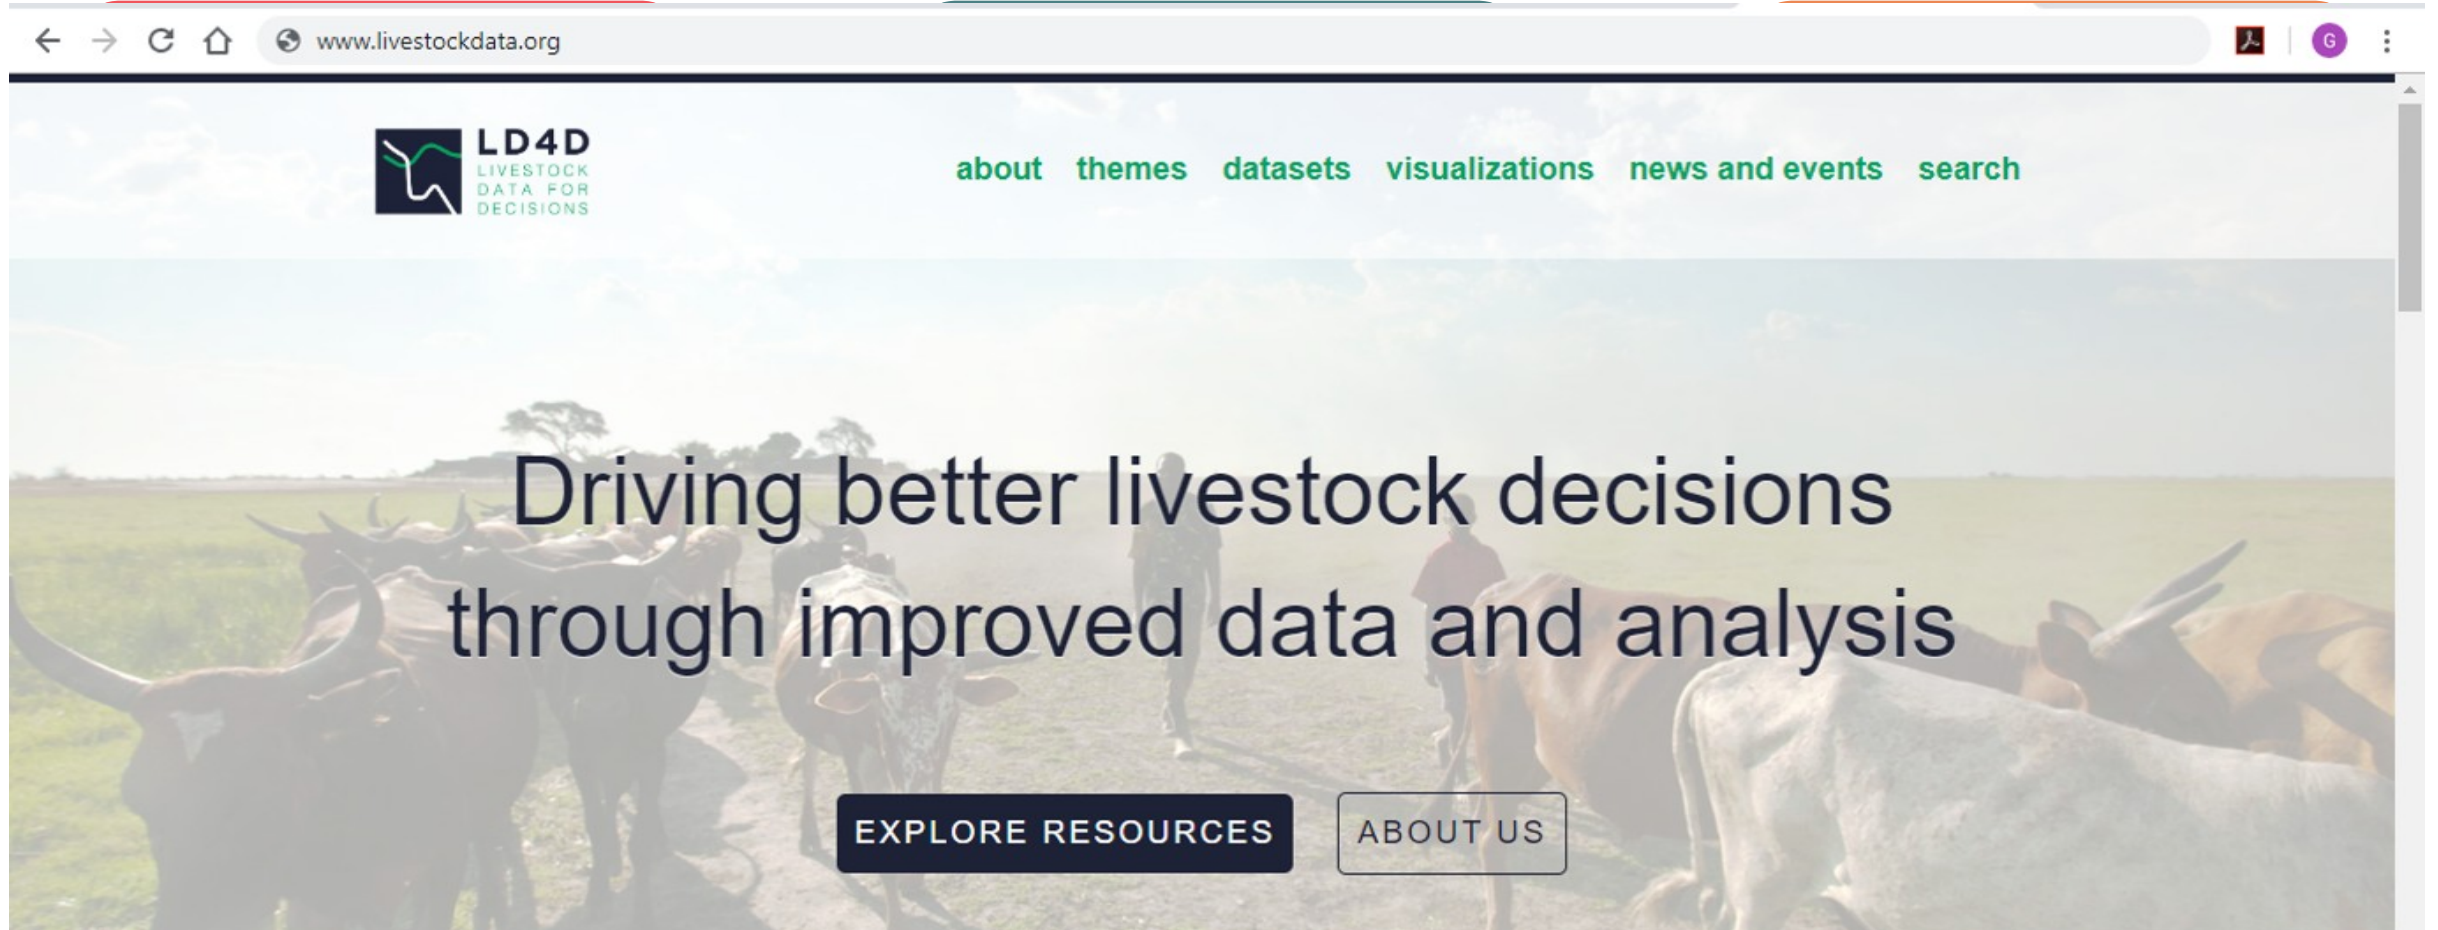 www.livestockdata.org
G
LD4D
LIVESTOCK
DATA FOR
DECISIONS
about themes datasets visualizations news and events search
Driving better livestock decisions
through improved data and analysis
EXPLORE RESOURCES
ABOUT US